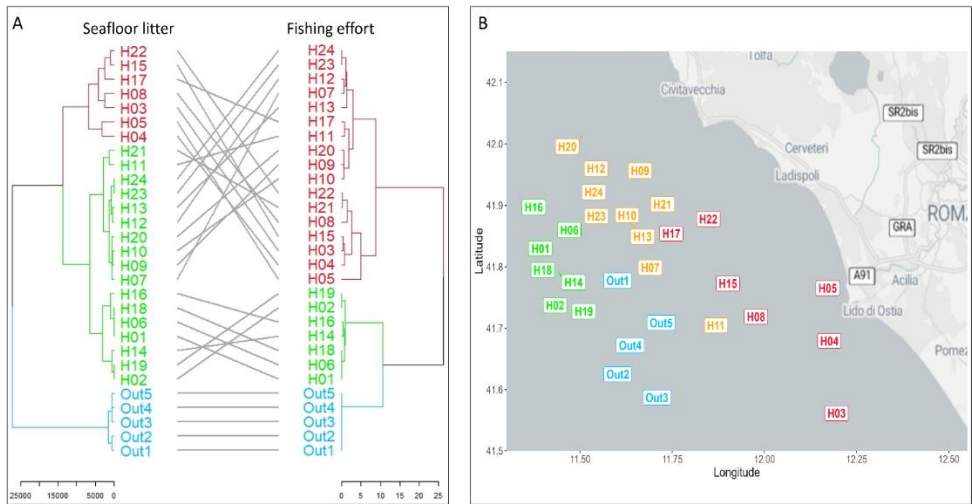 A
Seafloor litter
Fishing effort
H22
H15
H17
H08
H03
H05
H04
H21
H11
H24
H23
H13
H12
H20
H10
H09
H07
H16
H18
H06
H01
H14
H19
H02
Out5
Out4
Out3
Out2
Out1
H24
H23
H12
H07
H13
H17
H11
H20
H09
H10
H22
H21
H08
H15
H03
H04
H05
H19
H02
H16
H14
H18
H06
H01
Out5
Out4
Out3
Out2
Out1
25000 15000 5000 0
0 5 10 15 20 25
B
Tolfa
42.1
Civitavecchia
SR2bis
42.0
H20
Cerveteri
SR2bis
H12
H09
Ladispoli
H24
41.9
H16
H21
H23
H10
H22
ROMA
GRA
H06
H13
H17
H01
Latitude
41.8
H18
H07
Out1
H14
H15
H05
A91
Acilia
H02
H19
H08
Lido di Ostia
41.7
Out5
H11
Out4
H04
Pomez
Out2
41.6
Out3
H03
41.5
11.50 11.75 12.00 12.25 12.50
Longitude